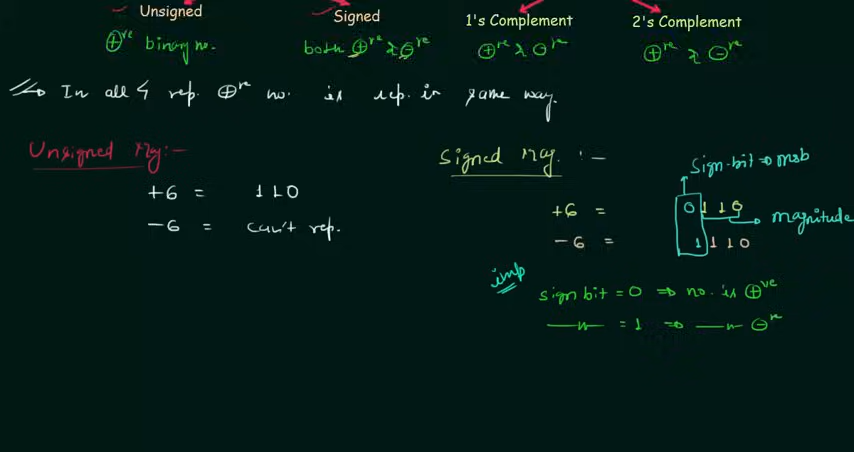 Unsigned Signed 1's Complement 2's Complement
⊕ve binary no. both ⊕ve & ⊖ve ⊕ve & ⊖ve ⊕ve & ⊖ve
In all 4 rep. ⊕ve no. is rep. in same way.
Unsigned Mag:-
+6 = 110
-6 = can't rep.
Signed Mag. :-
Sign-bit ⇒ msb
+6 = 0110
magnitude
-6 = 1110
imp
sign bit = 0 ⇒ no. is ⊕ve
—〃— = 1 ⇒ —〃— ⊖ve